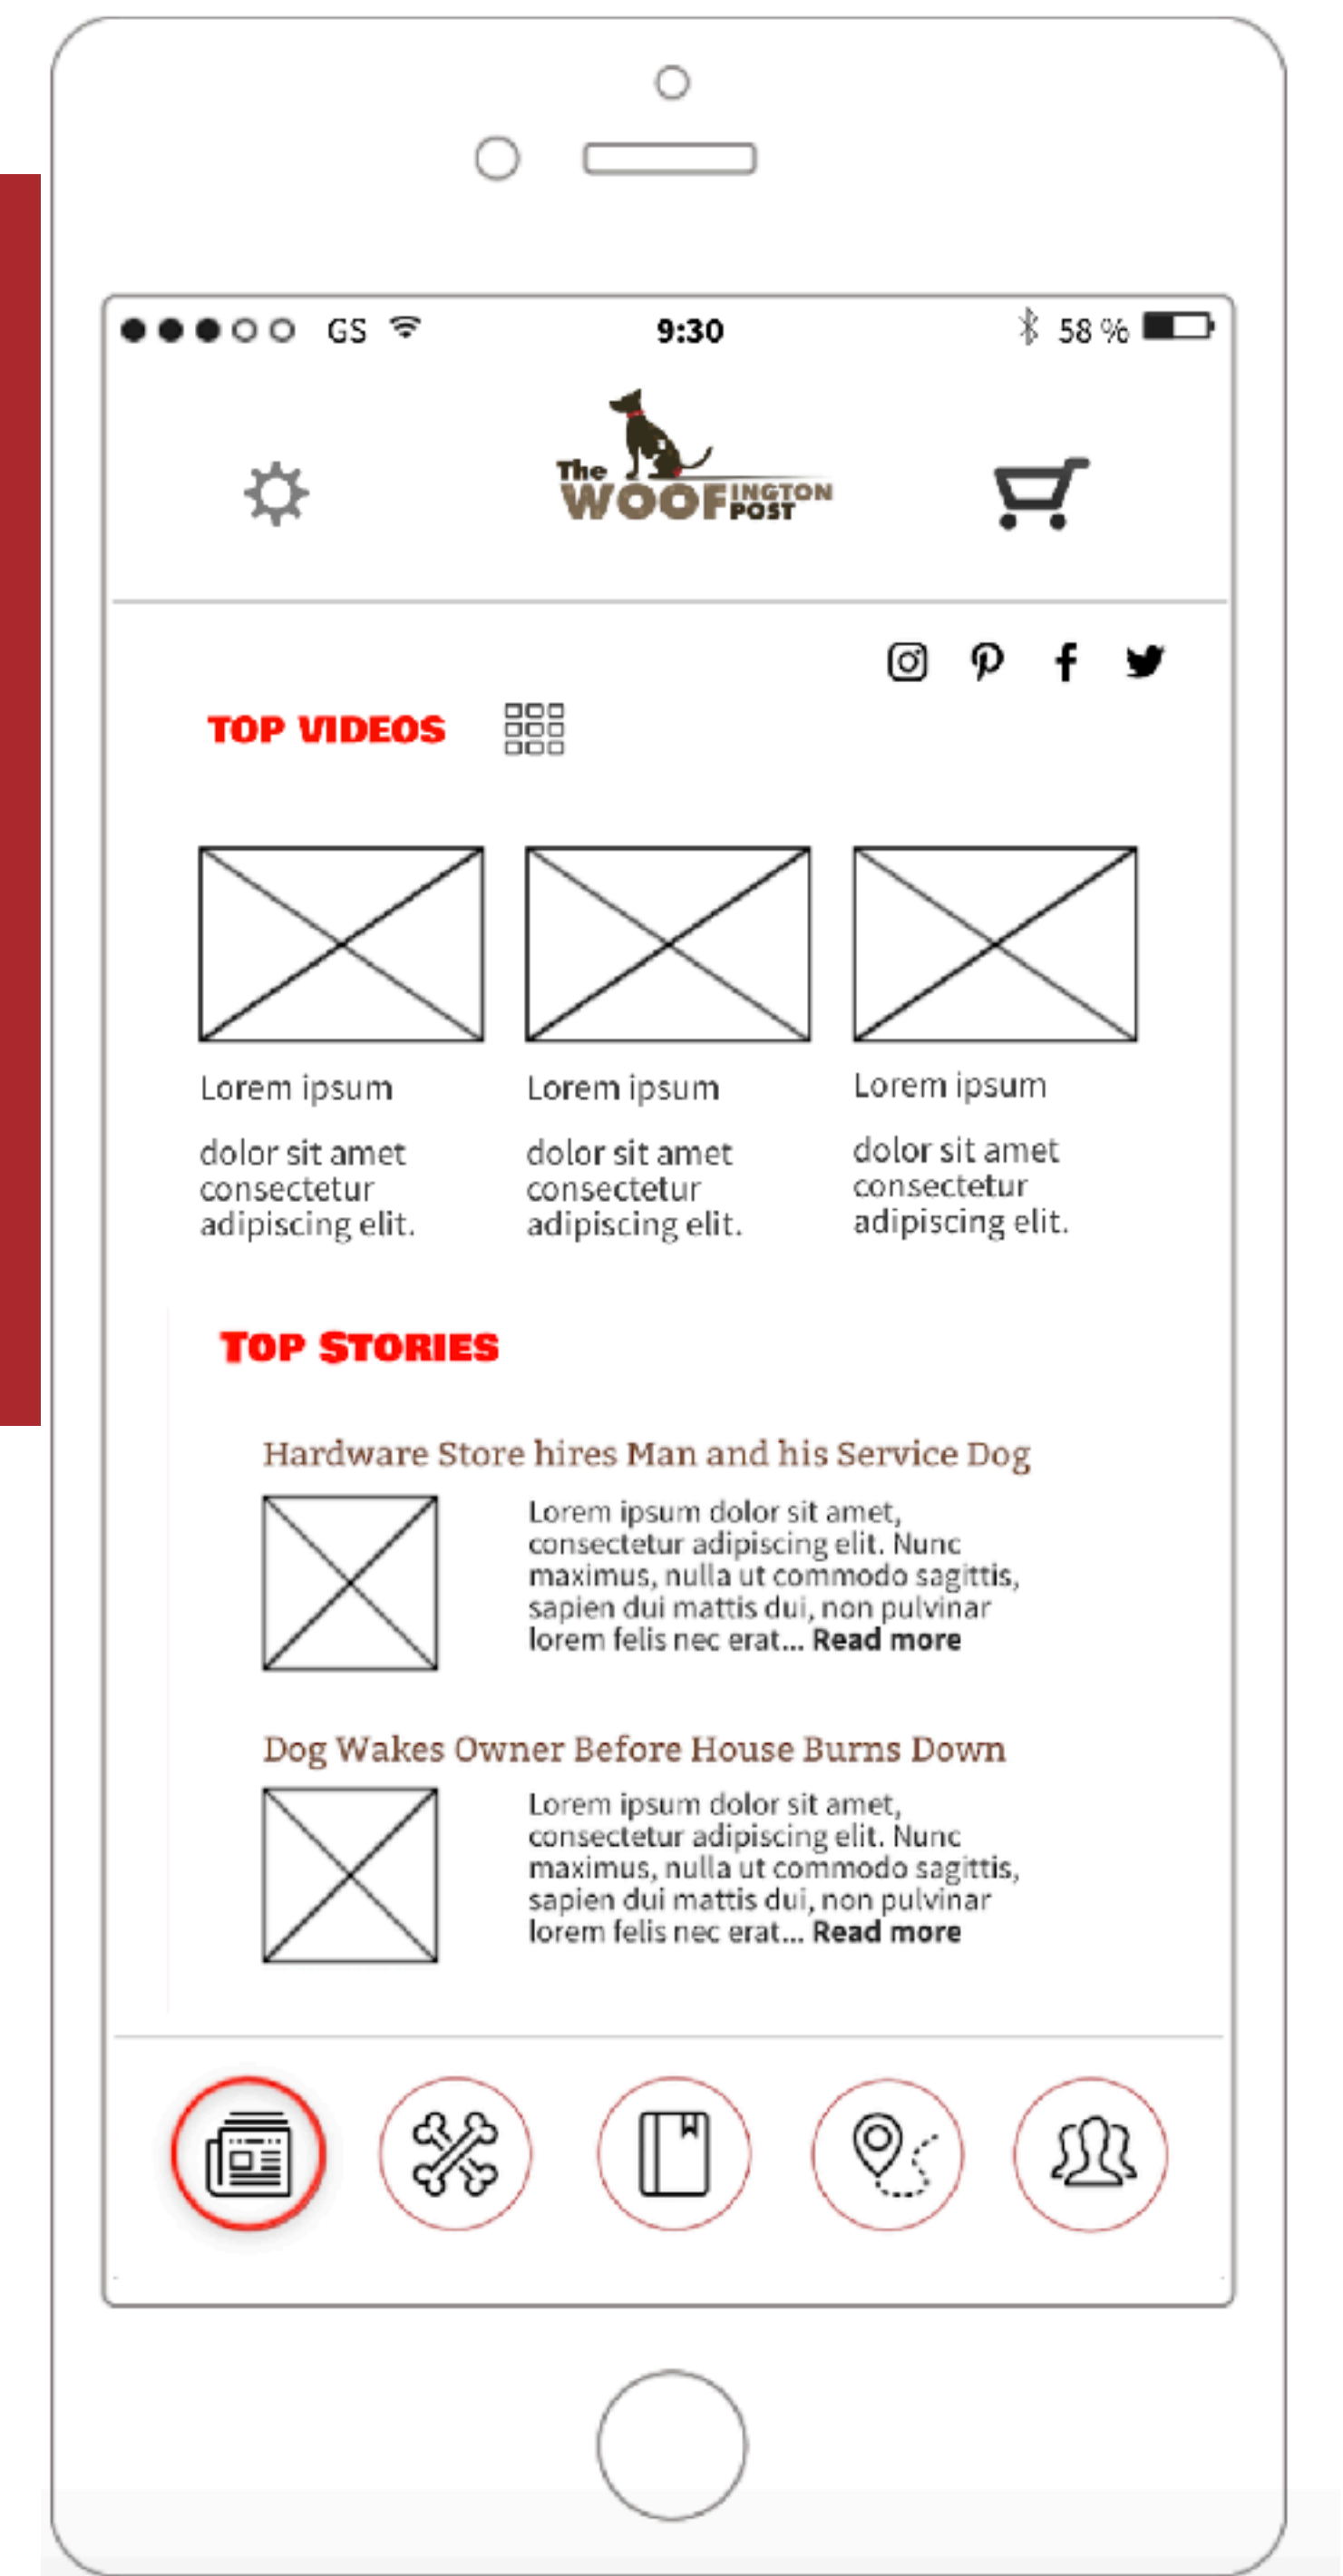 GS 9:30 58 %
The
WOOFINGTON
POST
TOP VIDEOS
Lorem ipsum
dolor sit amet
consectetur
adipiscing elit.
Lorem ipsum
dolor sit amet
consectetur
adipiscing elit.
Lorem ipsum
dolor sit amet
consectetur
adipiscing elit.
TOP STORIES
Hardware Store hires Man and his Service Dog
Lorem ipsum dolor sit amet,
consectetur adipiscing elit. Nunc
maximus, nulla ut commodo sagittis,
sapien dui mattis dui, non pulvinar
lorem felis nec erat... Read more
Dog Wakes Owner Before House Burns Down
Lorem ipsum dolor sit amet,
consectetur adipiscing elit. Nunc
maximus, nulla ut commodo sagittis,
sapien dui mattis dui, non pulvinar
lorem felis nec erat... Read more